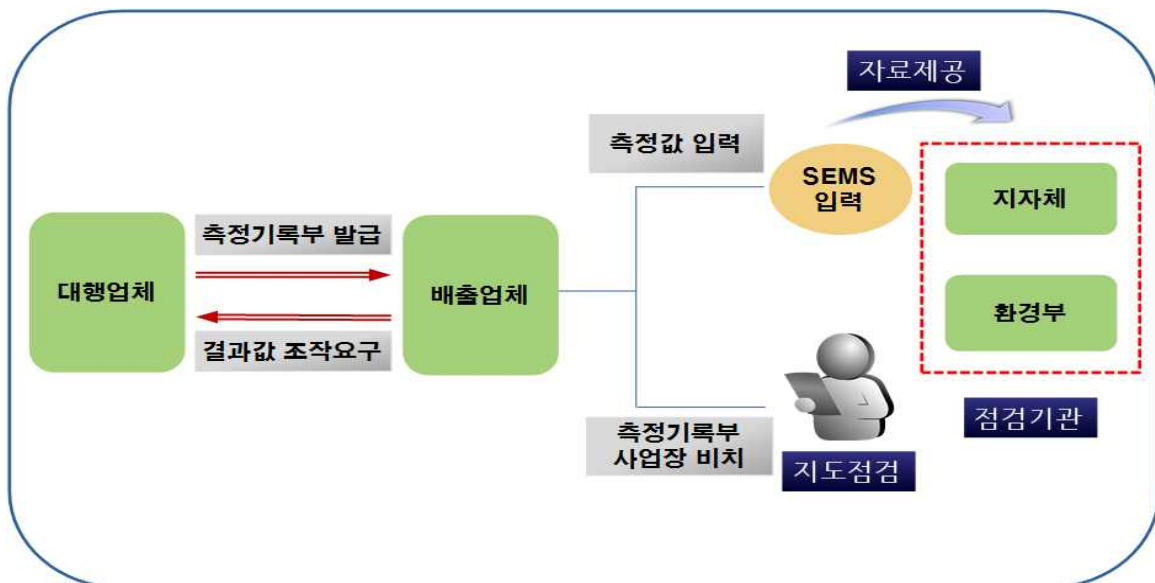 자료제공
측정값 입력
SEMS
입력
지자체
측정기록부 발급
대행업체
배출업체
환경부
결과값 조작요구
측정기록부
사업장 비치
점검기관
지도점검